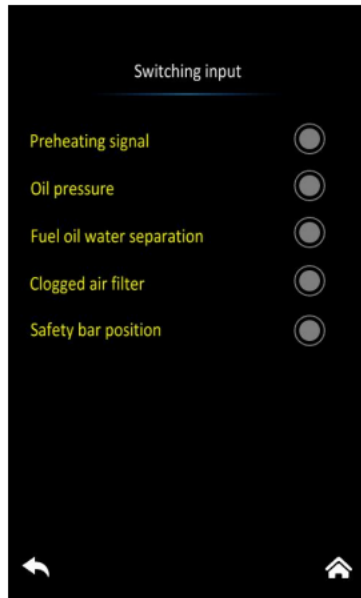 Switching input
Preheating signal
Oil pressure
Fuel oil water separation
Clogged air filter
Safety bar position